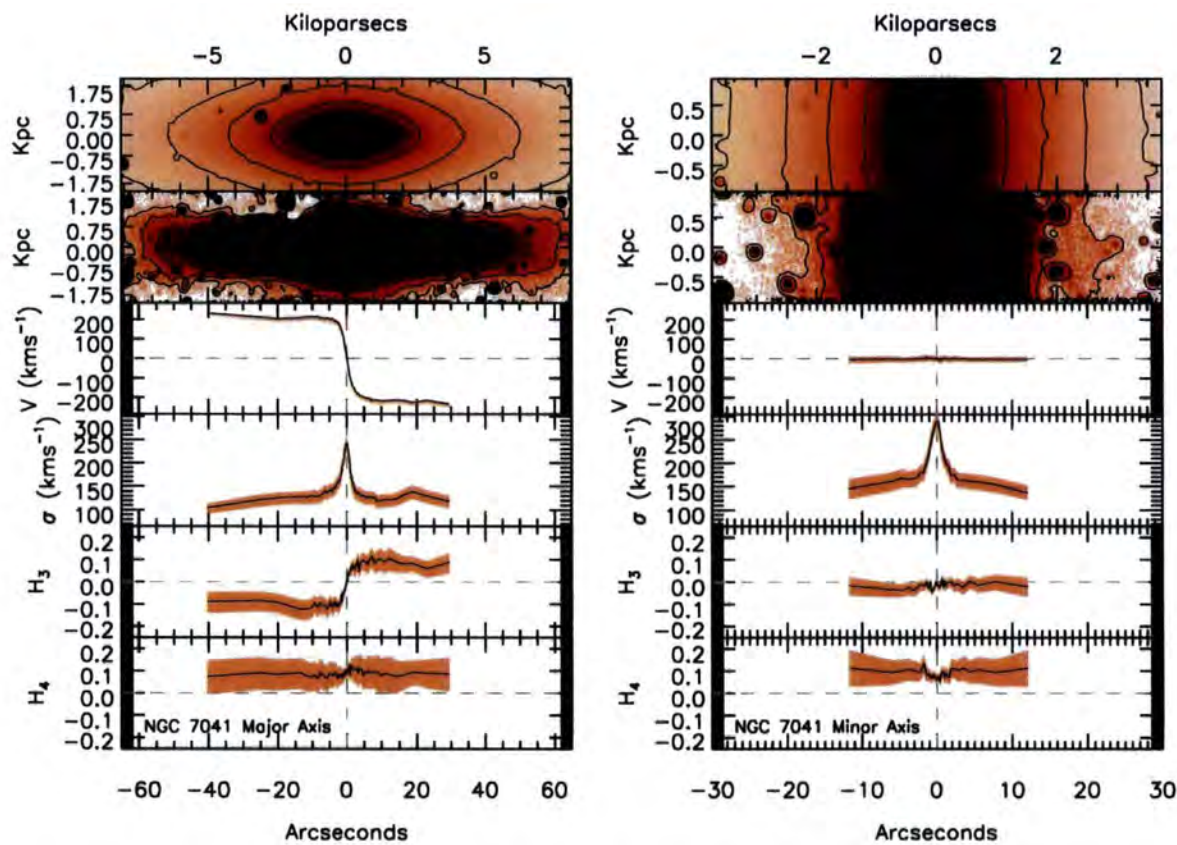 Kiloparsecs
-5 0 5
Kpc
1.75
0.75
0.00
-0.75
-1.75
Kpc
1.75
0.75
0.00
-0.75
-1.75
V (kms⁻¹)
200
100
0
-100
-200
σ (kms⁻¹)
300
250
200
150
100
H₃
0.2
0.1
0.0
-0.1
-0.2
H₄
0.2
0.1
0.0
-0.1
-0.2
NGC 7041 Major Axis
-60 -40 -20 0 20 40 60
Arcseconds
Kiloparsecs
-2 0 2
Kpc
0.5
0.0
-0.5
Kpc
0.5
0.0
-0.5
V (kms⁻¹)
200
100
0
-100
-200
σ (kms⁻¹)
300
250
200
150
100
H₃
0.2
0.1
0.0
-0.1
-0.2
H₄
0.2
0.1
0.0
-0.1
-0.2
NGC 7041 Minor Axis
-30 -20 -10 0 10 20 30
Arcseconds